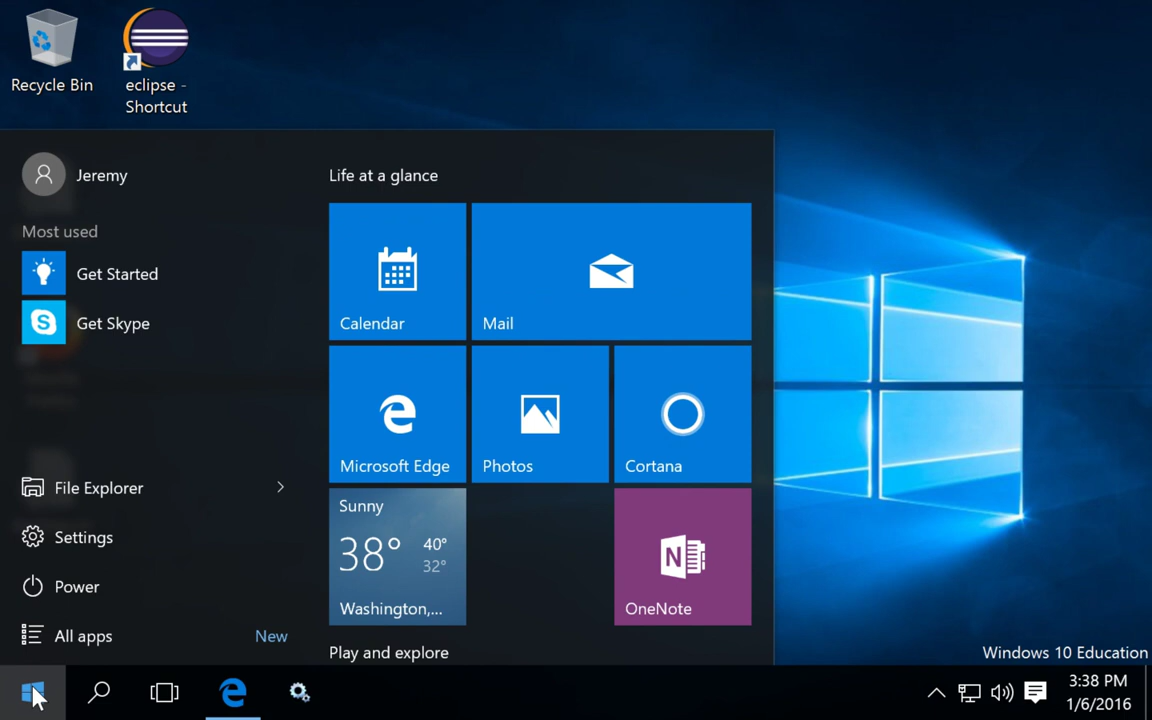 Recycle Bin
eclipse -
Shortcut
Jeremy
Most used
Get Started
Get Skype
File Explorer
Settings
Power
All apps
New
Life at a glance
Calendar
Mail
Microsoft Edge
Photos
Cortana
Sunny
38°
40°
32°
Washington,...
OneNote
Play and explore
Windows 10 Education
3:38 PM
1/6/2016